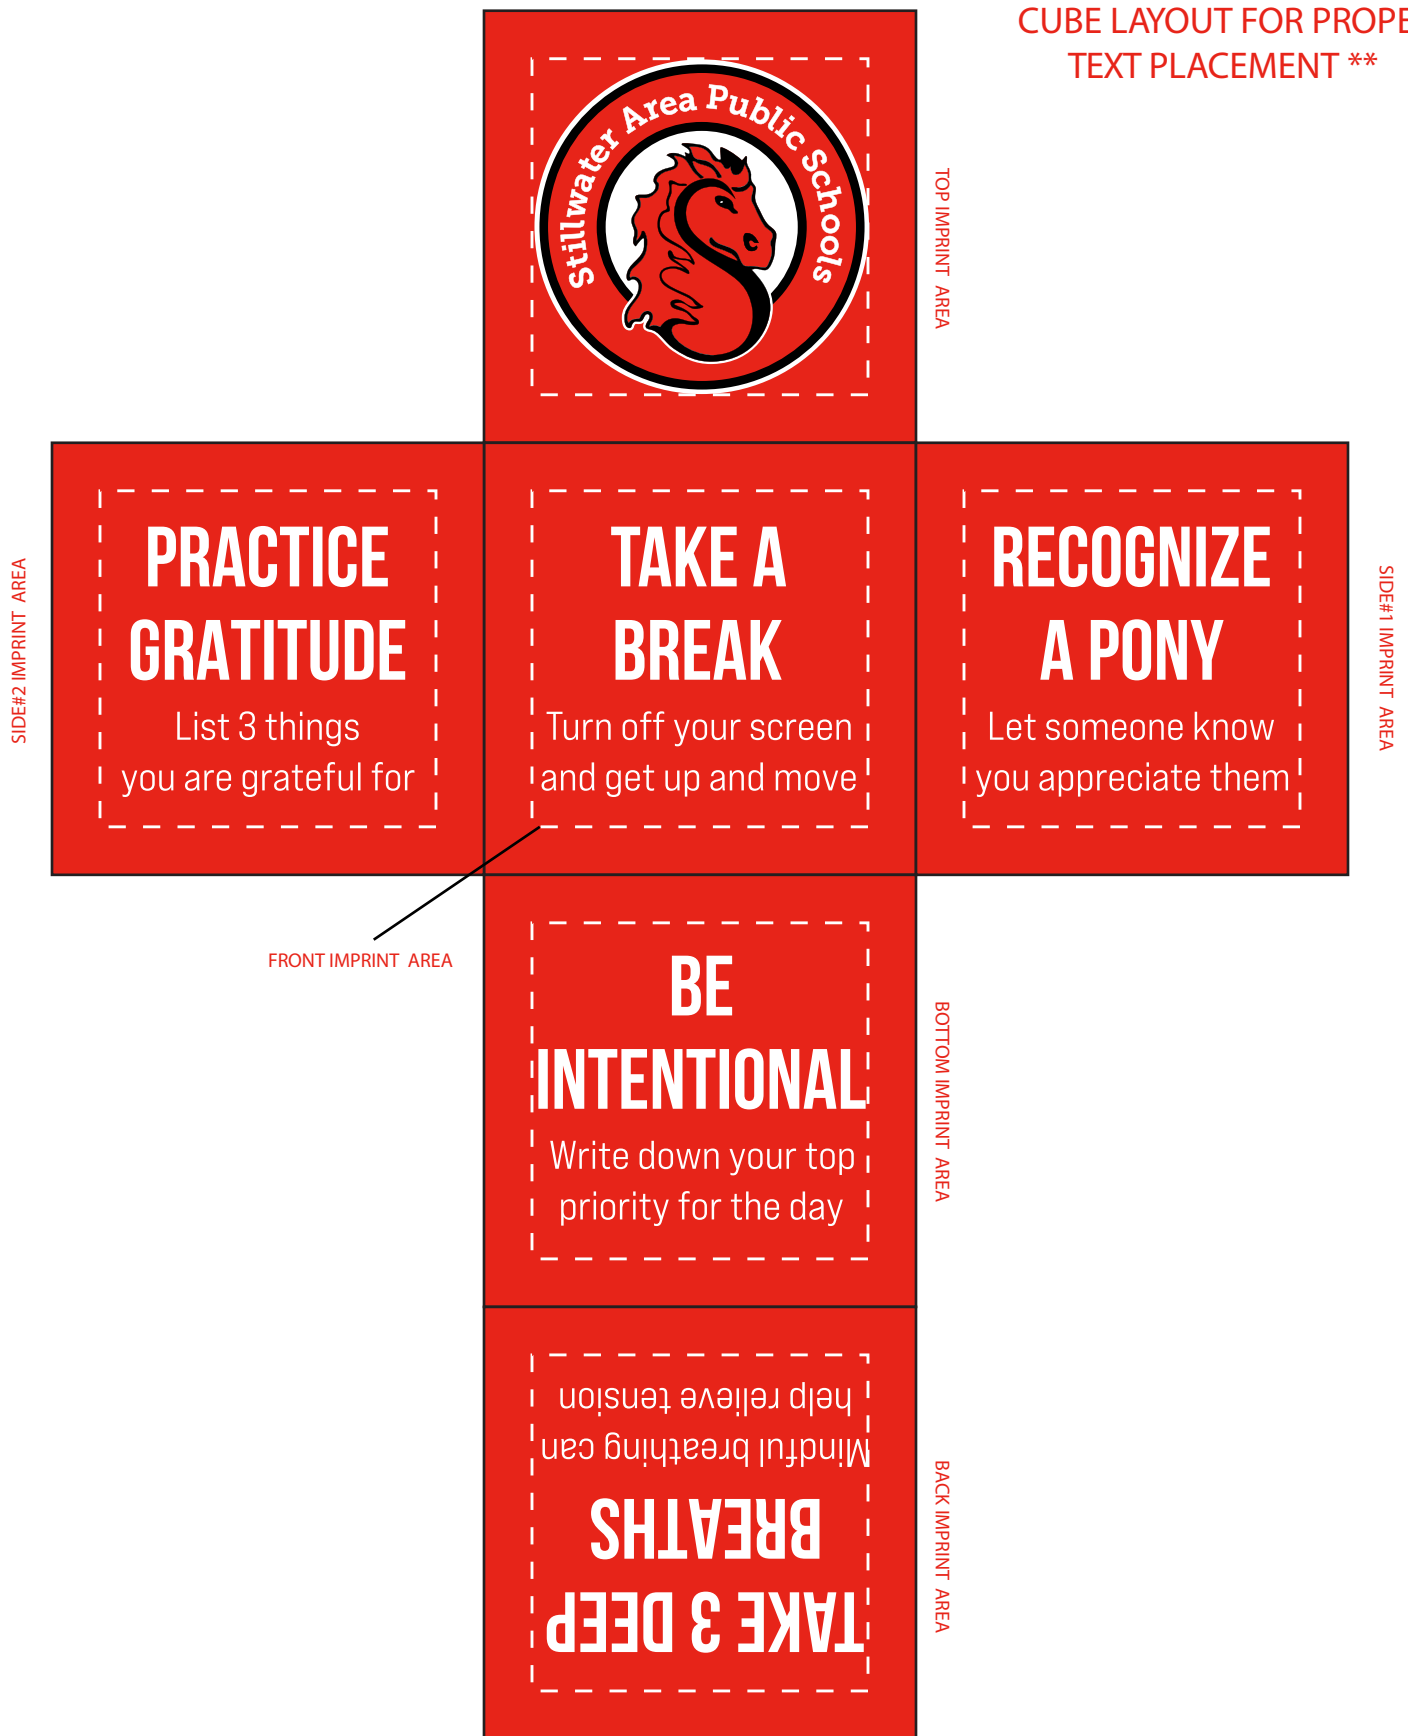 CUBE LAYOUT FOR PROPE
TEXT PLACEMENT **
Stillwater Area Public Schools
TOP IMPRINT AREA
SIDE#2 IMPRINT AREA
PRACTICE
GRATITUDE
List 3 things
you are grateful for
TAKE A
BREAK
Turn off your screen
and get up and move
RECOGNIZE
A PONY
Let someone know
you appreciate them
SIDE#1 IMPRINT AREA
FRONT IMPRINT AREA
BE
INTENTIONAL
Write down your top
priority for the day
BOTTOM IMPRINT AREA
TAKE 3 DEEP
BREATHS
Mindful breathing can
help relieve tension
BACK IMPRINT AREA